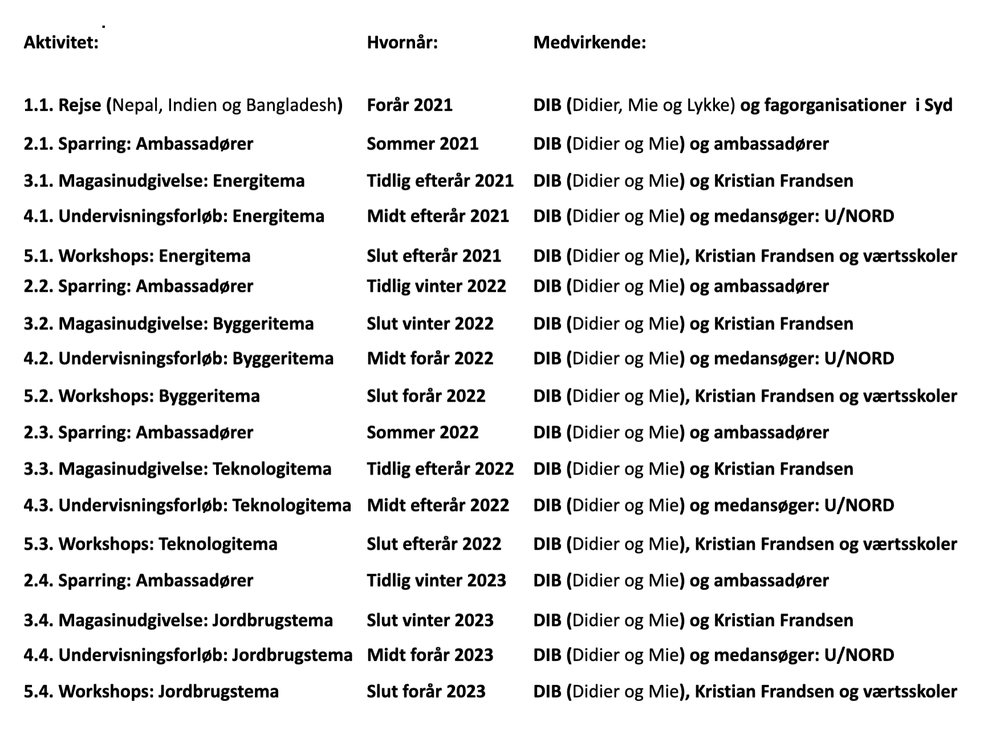 Aktivitet: Hvornår: Medvirkende:
1.1. Rejse (Nepal, Indien og Bangladesh) Forår 2021 DIB (Didier, Mie og Lykke) og fagorganisationer i Syd
2.1. Sparring: Ambassadører Sommer 2021 DIB (Didier og Mie) og ambassadører
3.1. Magasinudgivelse: Energitema Tidlig efterår 2021 DIB (Didier og Mie) og Kristian Frandsen
4.1. Undervisningsforløb: Energitema Midt efterår 2021 DIB (Didier og Mie) og medansøger: U/NORD
5.1. Workshops: Energitema Slut efterår 2021 DIB (Didier og Mie), Kristian Frandsen og værtsskoler
2.2. Sparring: Ambassadører Tidlig vinter 2022 DIB (Didier og Mie) og ambassadører
3.2. Magasinudgivelse: Byggeritema Slut vinter 2022 DIB (Didier og Mie) og Kristian Frandsen
4.2. Undervisningsforløb: Byggeritema Midt forår 2022 DIB (Didier og Mie) og medansøger: U/NORD
5.2. Workshops: Byggeritema Slut forår 2022 DIB (Didier og Mie), Kristian Frandsen og værtsskoler
2.3. Sparring: Ambassadører Sommer 2022 DIB (Didier og Mie) og ambassadører
3.3. Magasinudgivelse: Teknologitema Tidlig efterår 2022 DIB (Didier og Mie) og Kristian Frandsen
4.3. Undervisningsforløb: Teknologitema Midt efterår 2022 DIB (Didier og Mie) og medansøger: U/NORD
5.3. Workshops: Teknologitema Slut efterår 2022 DIB (Didier og Mie), Kristian Frandsen og værtsskoler
2.4. Sparring: Ambassadører Tidlig vinter 2023 DIB (Didier og Mie) og ambassadører
3.4. Magasinudgivelse: Jordbrugstema Slut vinter 2023 DIB (Didier og Mie) og Kristian Frandsen
4.4. Undervisningsforløb: Jordbrugstema Midt forår 2023 DIB (Didier og Mie) og medansøger: U/NORD
5.4. Workshops: Jordbrugstema Slut forår 2023 DIB (Didier og Mie), Kristian Frandsen og værtsskoler